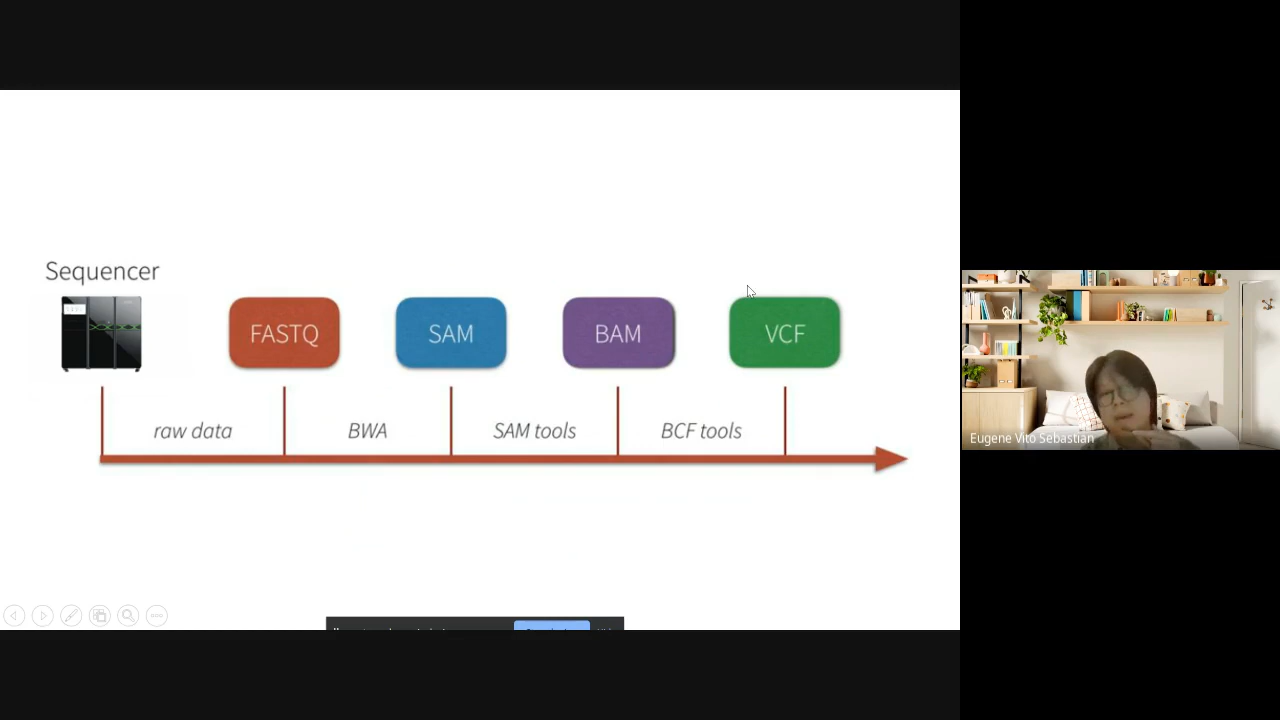 Sequencer
FASTQ SAM BAM VCF
raw data BWA SAM tools BCF tools
Eugene Vito Sebastian